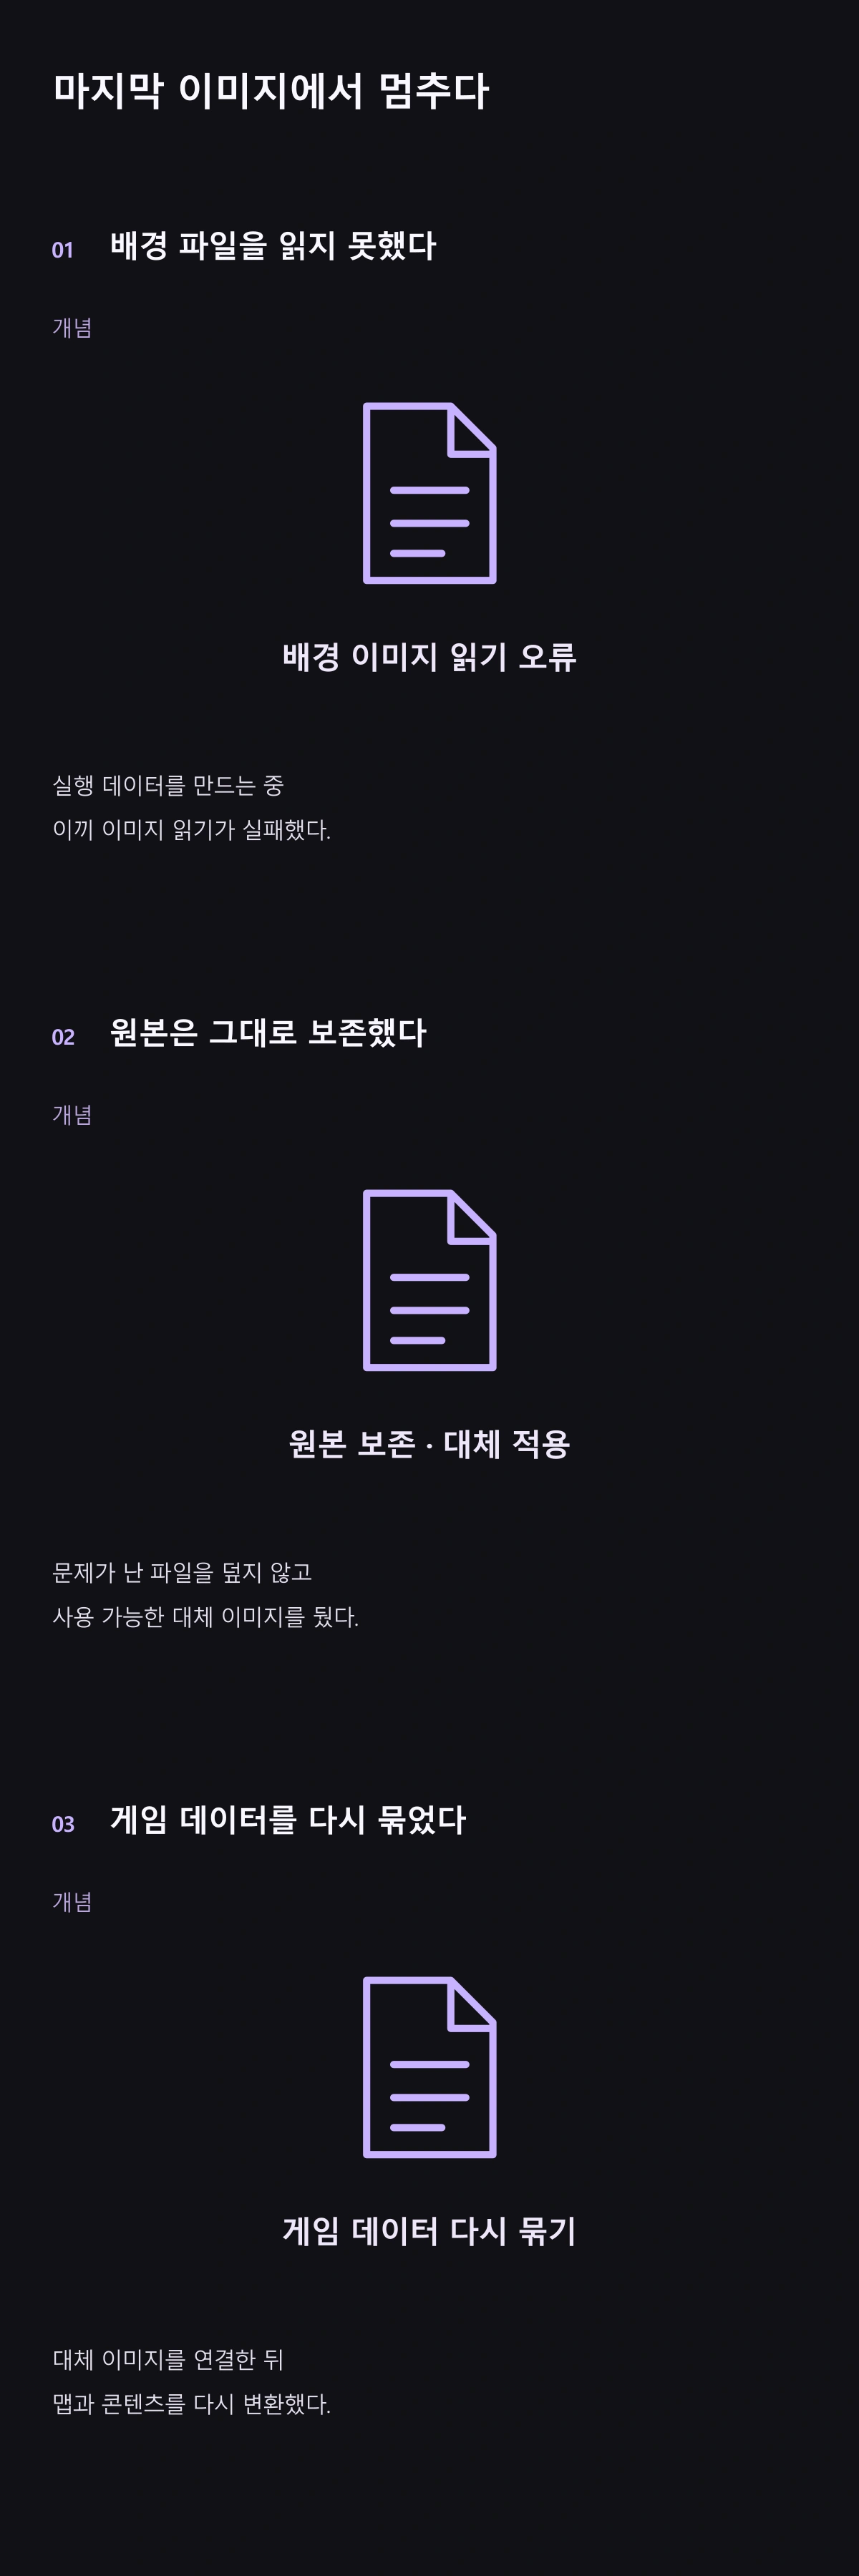 마지막 이미지에서 멈추다
01 배경 파일을 읽지 못했다
개념
배경 이미지 읽기 오류
실행 데이터를 만드는 중
이끼 이미지 읽기가 실패했다.
02 원본은 그대로 보존했다
개념
원본 보존 · 대체 적용
문제가 난 파일을 덮지 않고
사용 가능한 대체 이미지를 뒀다.
03 게임 데이터를 다시 묶었다
개념
게임 데이터 다시 묶기
대체 이미지를 연결한 뒤
맵과 콘텐츠를 다시 변환했다.